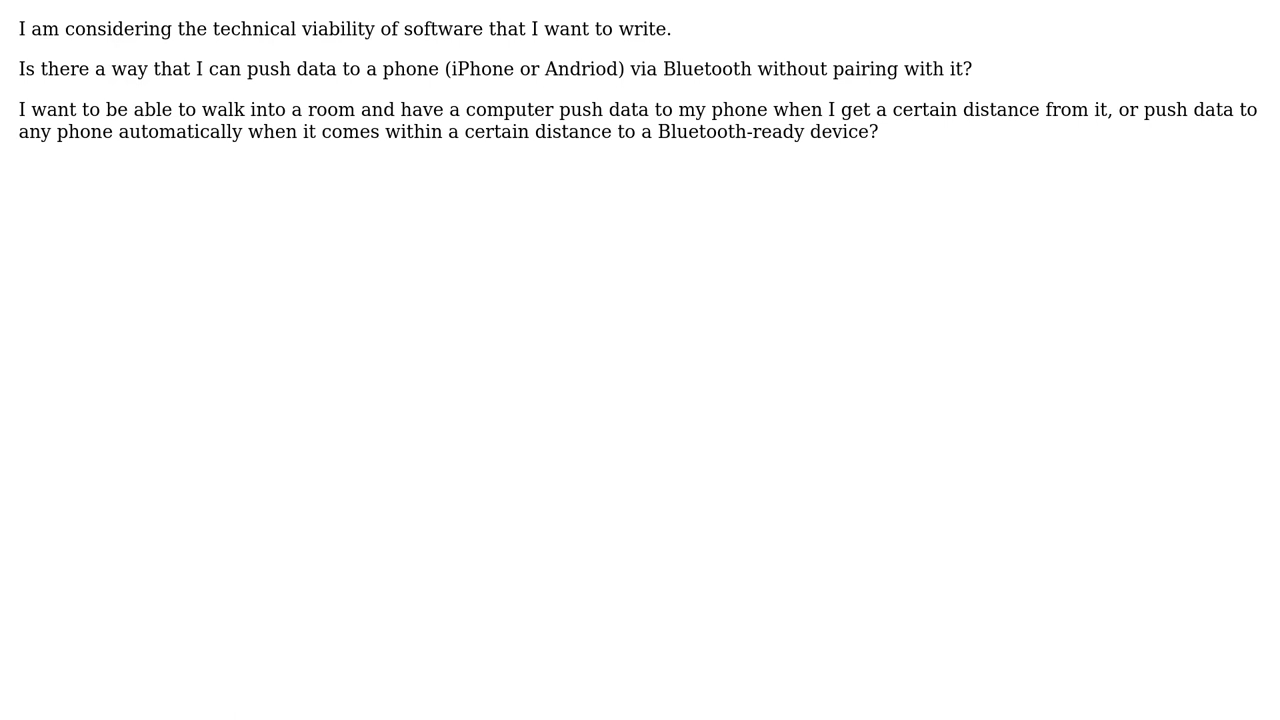 I am considering the technical viability of software that I want to write.
Is there a way that I can push data to a phone (iPhone or Andriod) via Bluetooth without pairing with it?
I want to be able to walk into a room and have a computer push data to my phone when I get a certain distance from it, or push data to
any phone automatically when it comes within a certain distance to a Bluetooth-ready device?